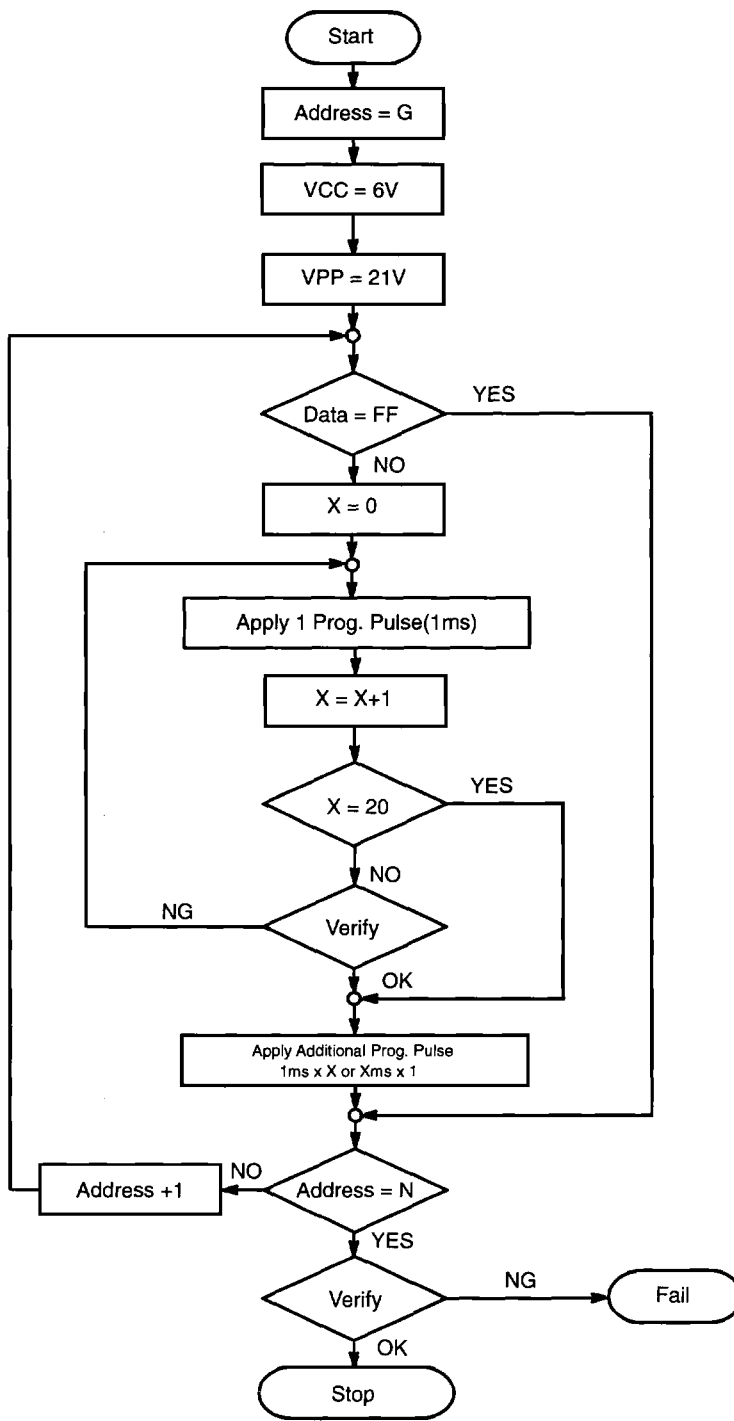 Start
Address = G
VCC = 6V
VPP = 21V
Data = FF
YES
NO
X = 0
Apply 1 Prog. Pulse(1ms)
X = X+1
X = 20
YES
NO
Verify
NG
OK
Apply Additional Prog. Pulse
1ms x X or Xms x 1
Address = N
NO
Address +1
YES
Verify
NG
Fail
OK
Stop